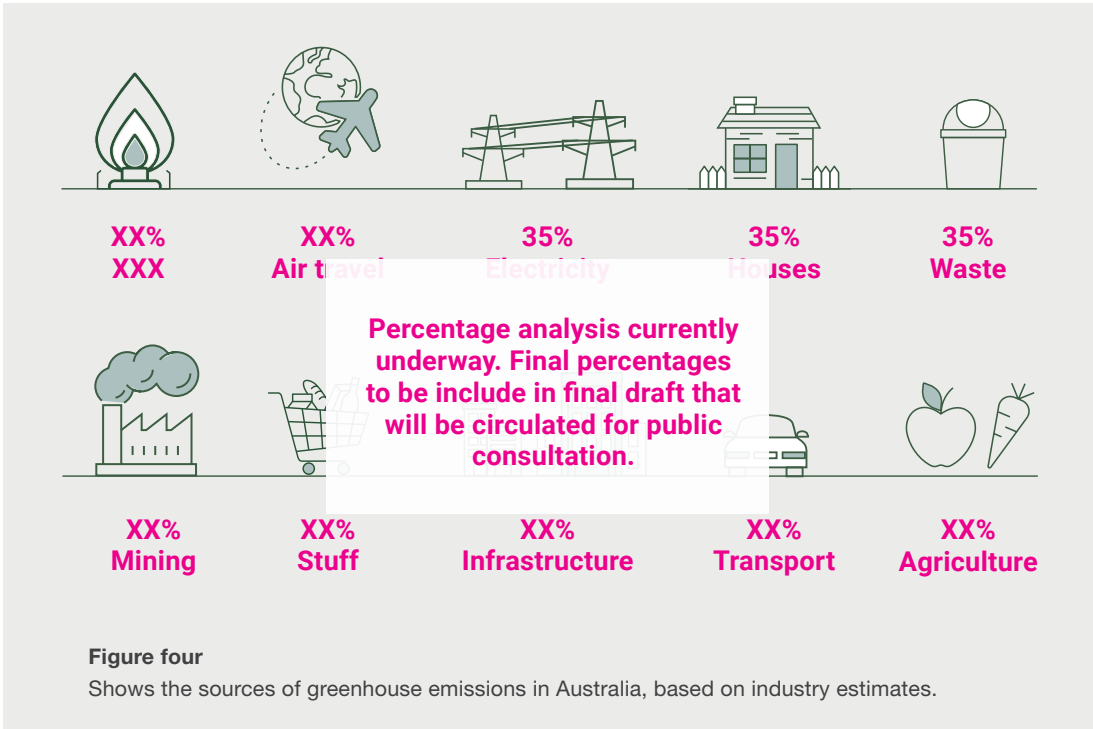 XX%
XXX
XX%
Air travel
35%
Electricity
35%
Houses
35%
Waste
Percentage analysis currently
underway. Final percentages
to be include in final draft that
will be circulated for public
consultation.
XX%
Mining
XX%
Stuff
XX%
Infrastructure
XX%
Transport
XX%
Agriculture
Figure four
Shows the sources of greenhouse emissions in Australia, based on industry estimates.